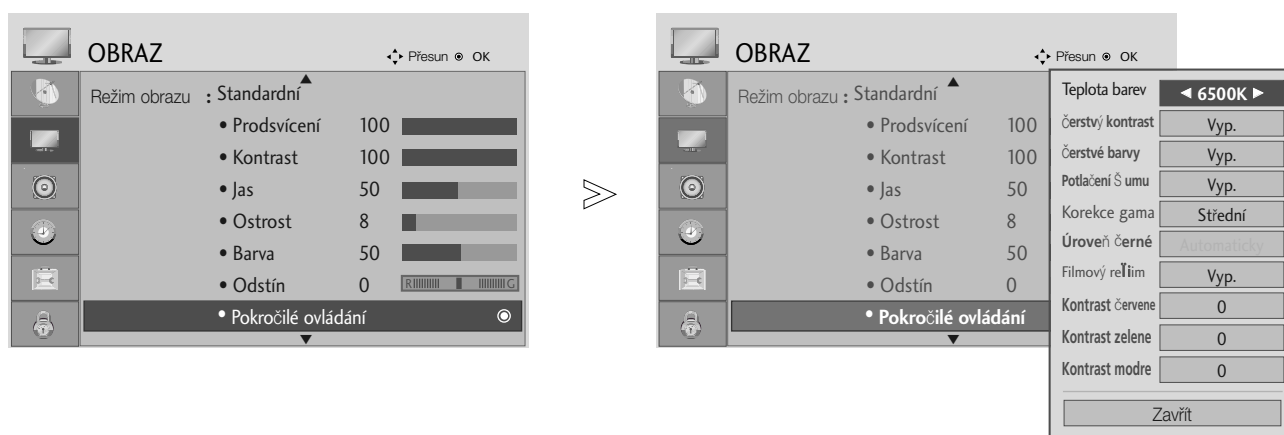 OBRAZ
Přesun ◉ OK
Režim obrazu : Standardní
• Prodsvícení 100
• Kontrast 100
• Jas 50
• Ostrost 8
• Barva 50
• Odstín 0 R G
• Pokročilé ovládání
OBRAZ
Přesun ◉ OK
Režim obrazu : Standardní
• Prodsvícení 100
• Kontrast 100
• Jas 50
• Ostrost 8
• Barva 50
• Odstín 0
• Pokročilé ovládání
Teplota barev ◄ 6500K ►
Čerstvý kontrast Vyp.
Čerstvé barvy Vyp.
Potlačení Š umu Vyp.
Korekce gama Střední
Úroveň černé Automaticky
Filmový reĬiim Vyp.
Kontrast červene 0
Kontrast zelene 0
Kontrast modre 0
Zavřít